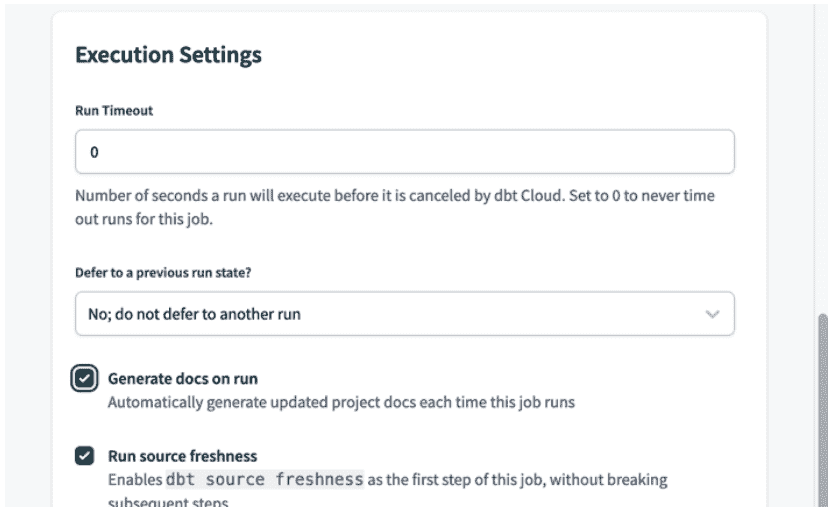 Execution Settings
Run Timeout
0
Number of seconds a run will execute before it is canceled by dbt Cloud. Set to 0 to never time
out runs for this job.
Defer to a previous run state?
No; do not defer to another run
Generate docs on run
Automatically generate updated project docs each time this job runs
Run source freshness
Enables dbt source freshness as the first step of this job, without breaking
subsequent steps